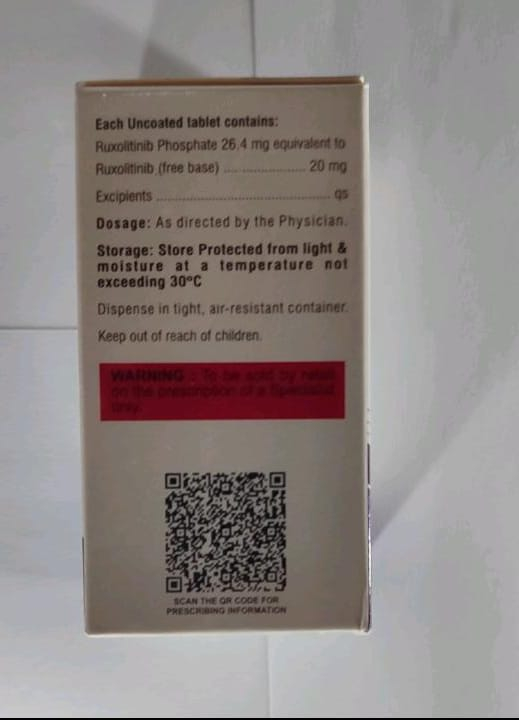 Each Uncoated tablet contains:
Ruxolitinib Phosphate 26.4 mg equivalent to
Ruxolitinib (free base) ..................... 20 mg
Excipients ............................................ qs
Dosage: As directed by the Physician.
Storage: Store Protected from light &
moisture at a temperature not
exceeding 30°C
Dispense in tight, air-resistant container.
Keep out of reach of children.
WARNING : To be sold by retail
on the prescription of a Specialist
only.
SCAN THE QR CODE FOR
PRESCRIBING INFORMATION